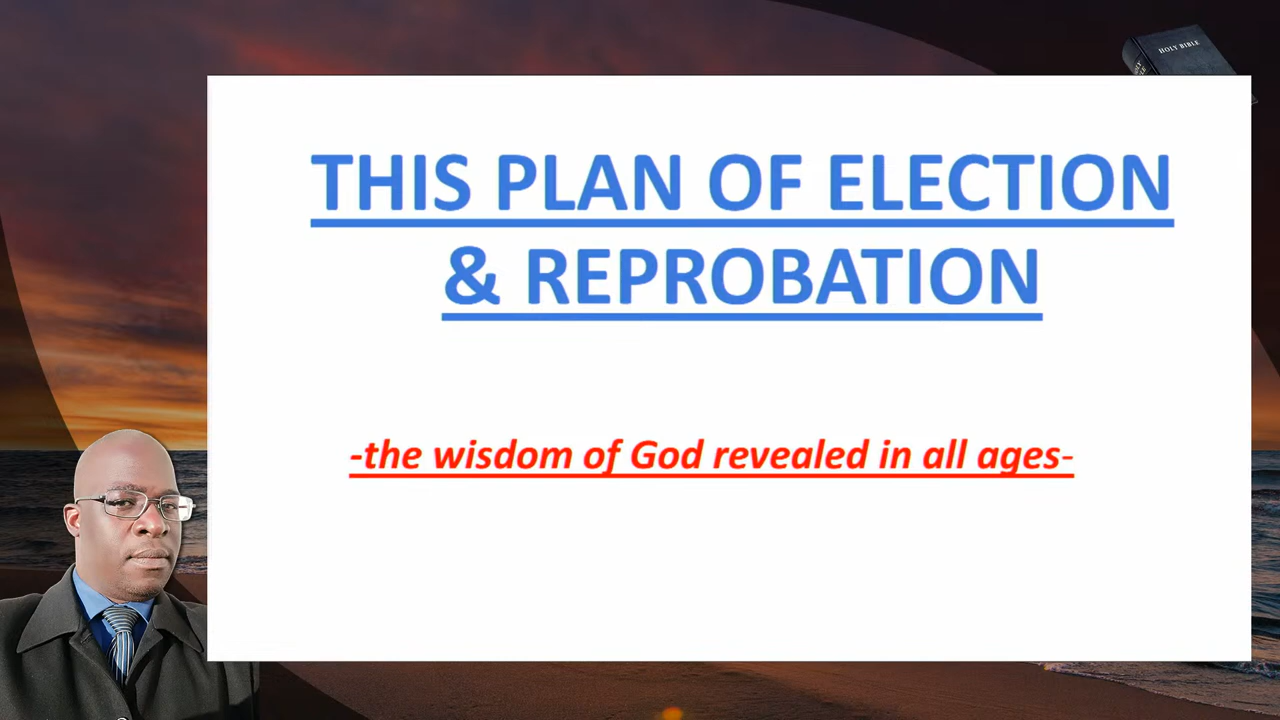 HOLY BIBLE
THIS PLAN OF ELECTION
& REPROBATION
-the wisdom of God revealed in all ages-